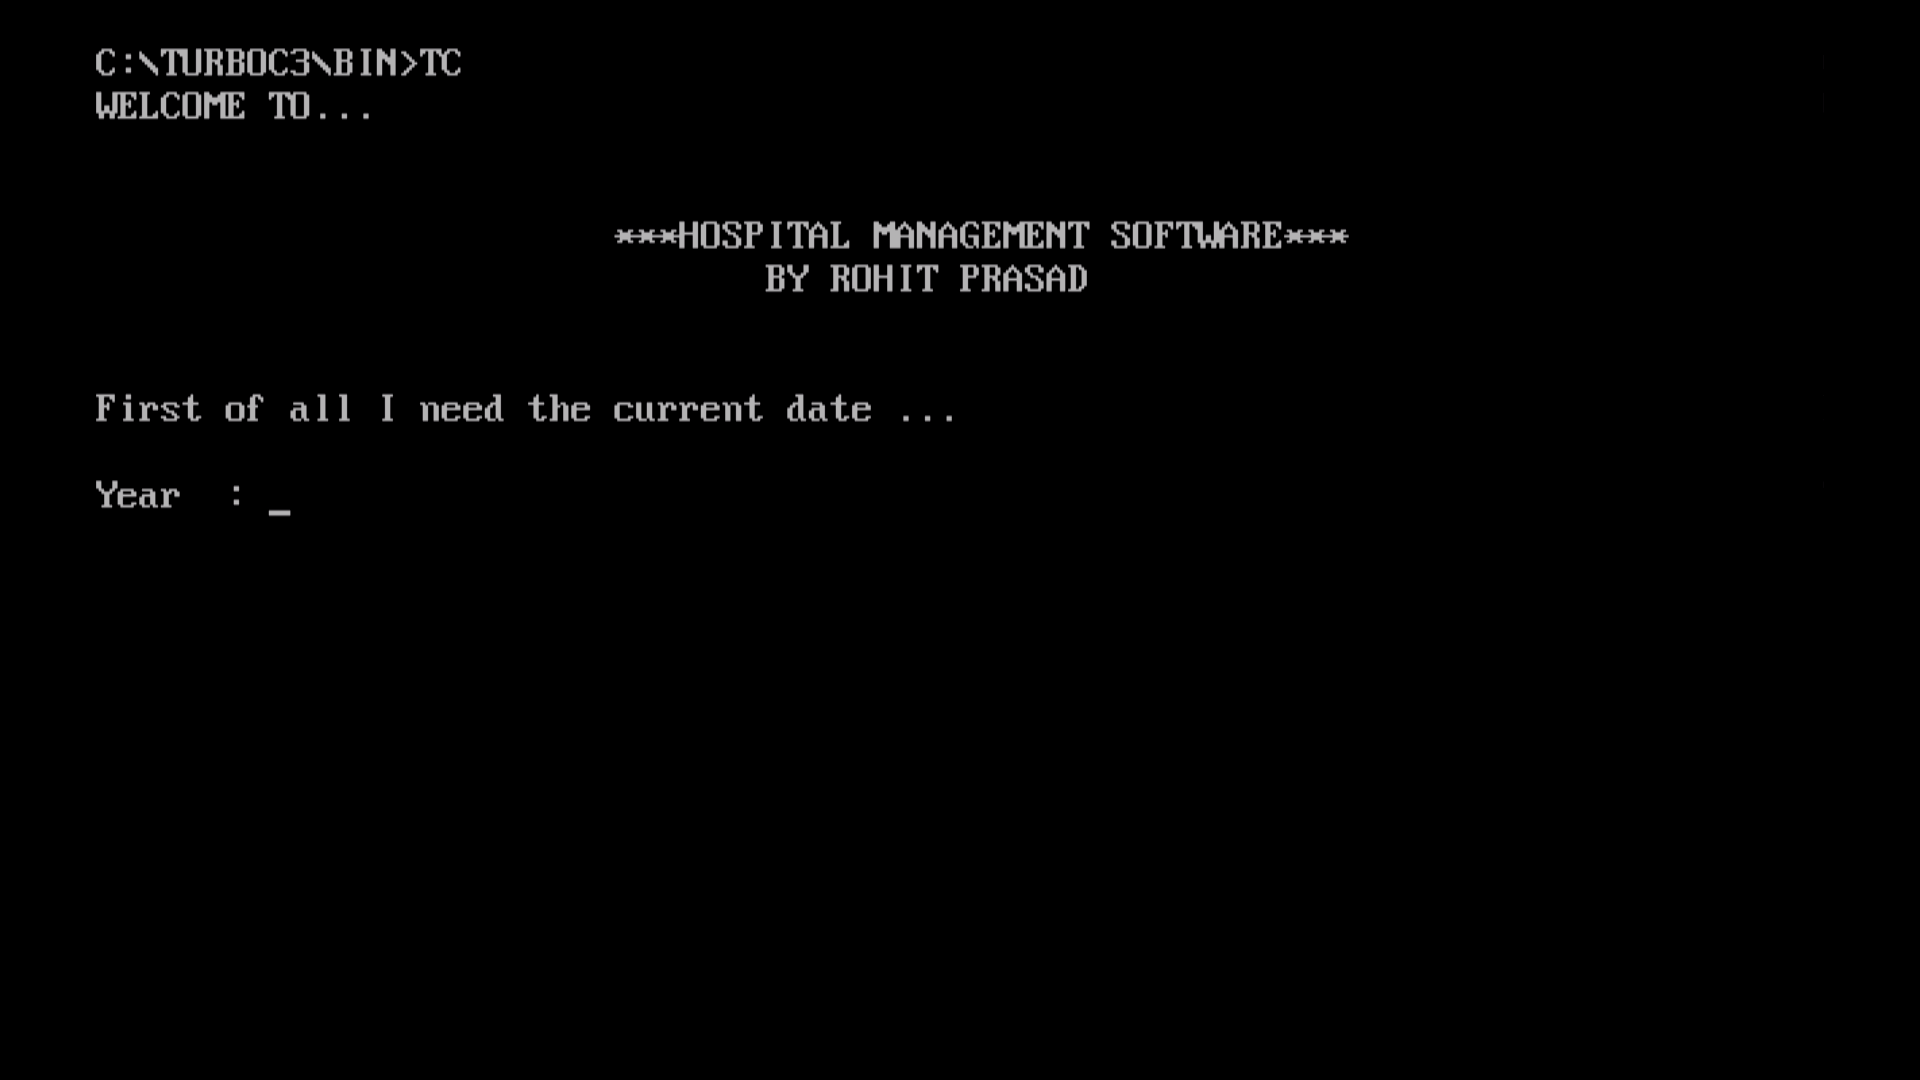 C:\TURBOC3\BIN>TC
WELCOME TO...
***HOSPITAL MANAGEMENT SOFTWARE***
BY ROHIT PRASAD
First of all I need the current date ...
Year  : _